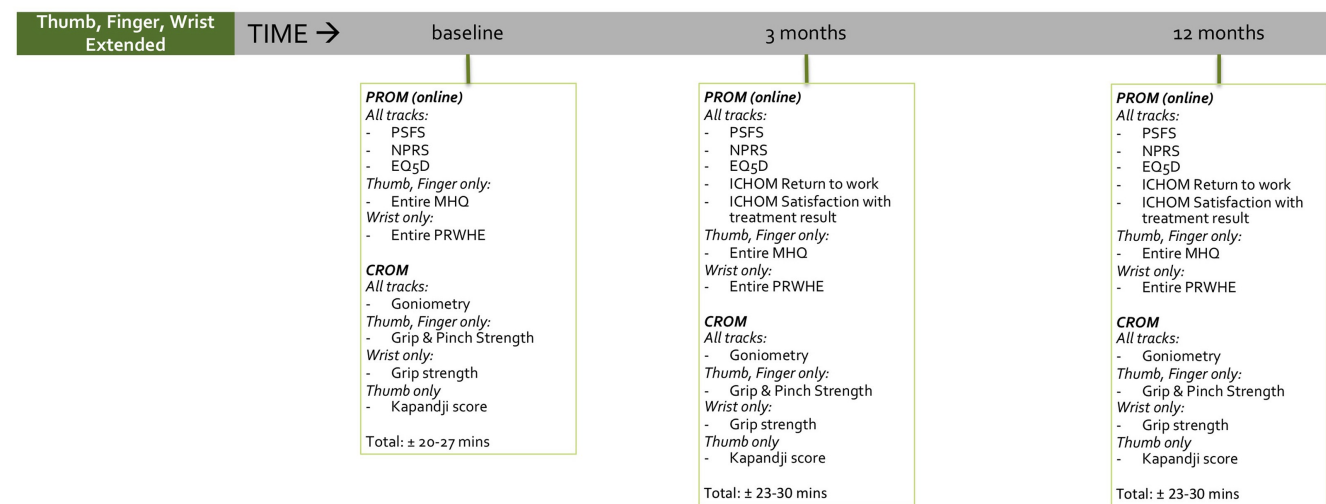 Thumb, Finger, Wrist
Extended
TIME →
baseline
3 months
12 months
PROM (online)
All tracks:
- PSFS
- NPRS
- EQ5D
Thumb, Finger only:
- Entire MHQ
Wrist only:
- Entire PRWHE
CROM
All tracks:
- Goniometry
Thumb, Finger only:
- Grip & Pinch Strength
Wrist only:
- Grip strength
Thumb only
- Kapandji score
Total: ± 20-27 mins
PROM (online)
All tracks:
- PSFS
- NPRS
- EQ5D
- ICHOM Return to work
- ICHOM Satisfaction with
treatment result
Thumb, Finger only:
- Entire MHQ
Wrist only:
- Entire PRWHE
CROM
All tracks:
- Goniometry
Thumb, Finger only:
- Grip & Pinch Strength
Wrist only:
- Grip strength
Thumb only
- Kapandji score
Total: ± 23-30 mins
PROM (online)
All tracks:
- PSFS
- NPRS
- EQ5D
- ICHOM Return to work
- ICHOM Satisfaction with
treatment result
Thumb, Finger only:
- Entire MHQ
Wrist only:
- Entire PRWHE
CROM
All tracks:
- Goniometry
Thumb, Finger only:
- Grip & Pinch Strength
Wrist only:
- Grip strength
Thumb only
- Kapandji score
Total: ± 23-30 mins